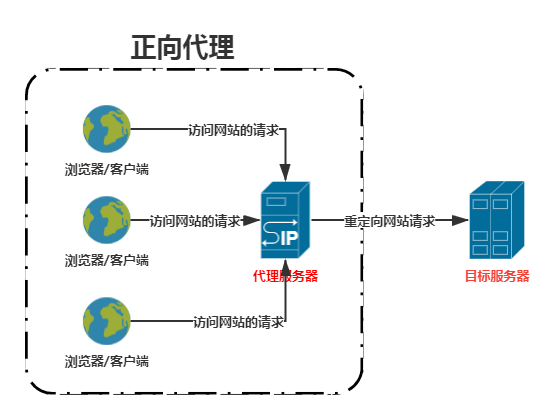 正向代理
访问网站的请求
浏览器/客户端
访问网站的请求
重定向网站请求
SIP
浏览器/客户端
代理服务器
目标服务器
访问网站的请求
浏览器/客户端